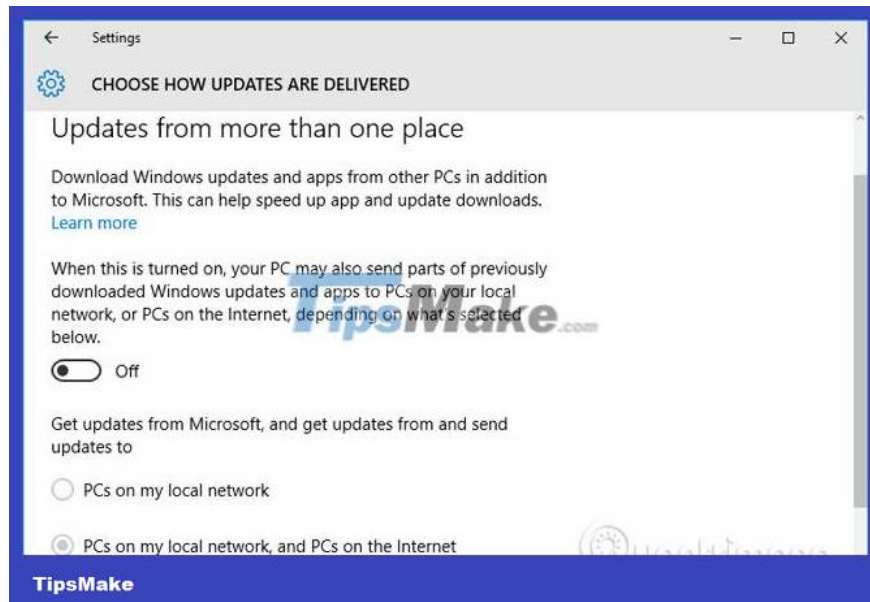 Settings
CHOOSE HOW UPDATES ARE DELIVERED
Updates from more than one place
Download Windows updates and apps from other PCs in addition
to Microsoft. This can help speed up app and update downloads.
Learn more
When this is turned on, your PC may also send parts of previously
downloaded Windows updates and apps to PCs on your local
network, or PCs on the Internet, depending on what's selected
below.
TipsMake.com
Off
Get updates from Microsoft, and get updates from and send
updates to
PCs on my local network
PCs on my local network, and PCs on the Internet
TipsMake